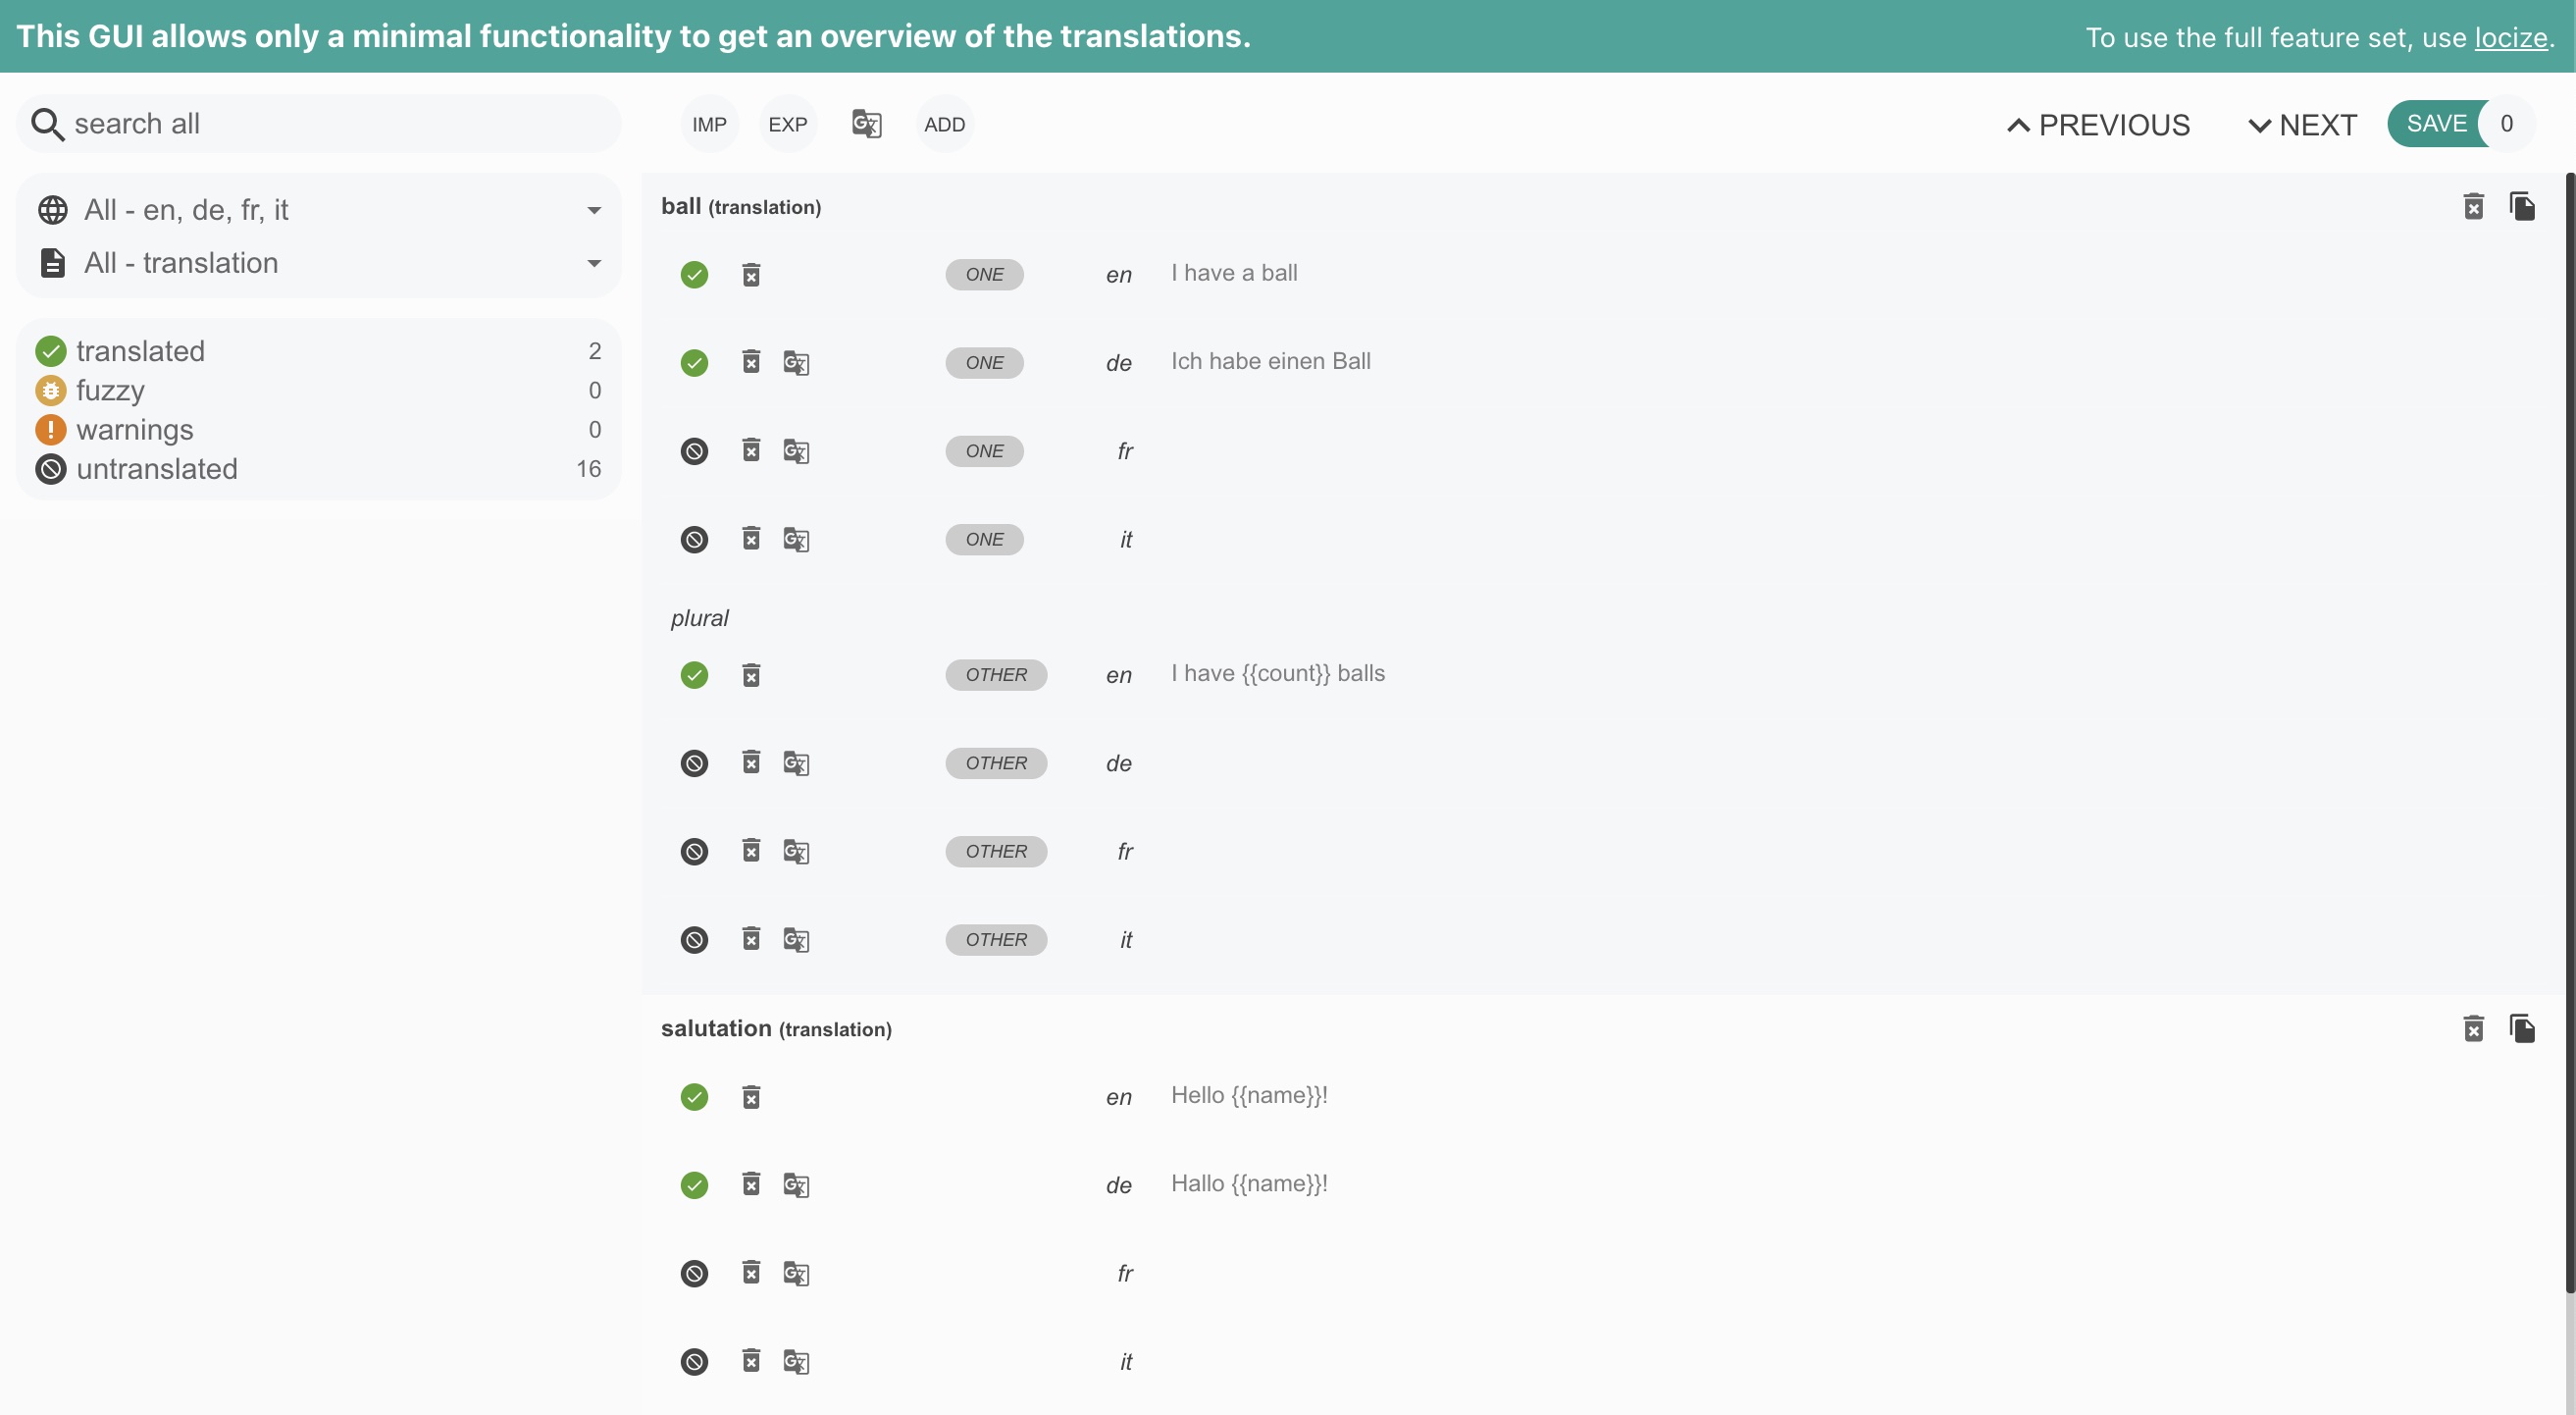 This GUI allows only a minimal functionality to get an overview of the translations.
To use the full feature set, use locize.
search all
IMP
EXP
ADD
PREVIOUS
NEXT
SAVE
0
All - en, de, fr, it
All - translation
translated 2
fuzzy 0
warnings 0
untranslated 16
ball (translation)
ONE en I have a ball
ONE de Ich habe einen Ball
ONE fr
ONE it
plural
OTHER en I have {{count}} balls
OTHER de
OTHER fr
OTHER it
salutation (translation)
en Hello {{name}}!
de Hallo {{name}}!
fr
it